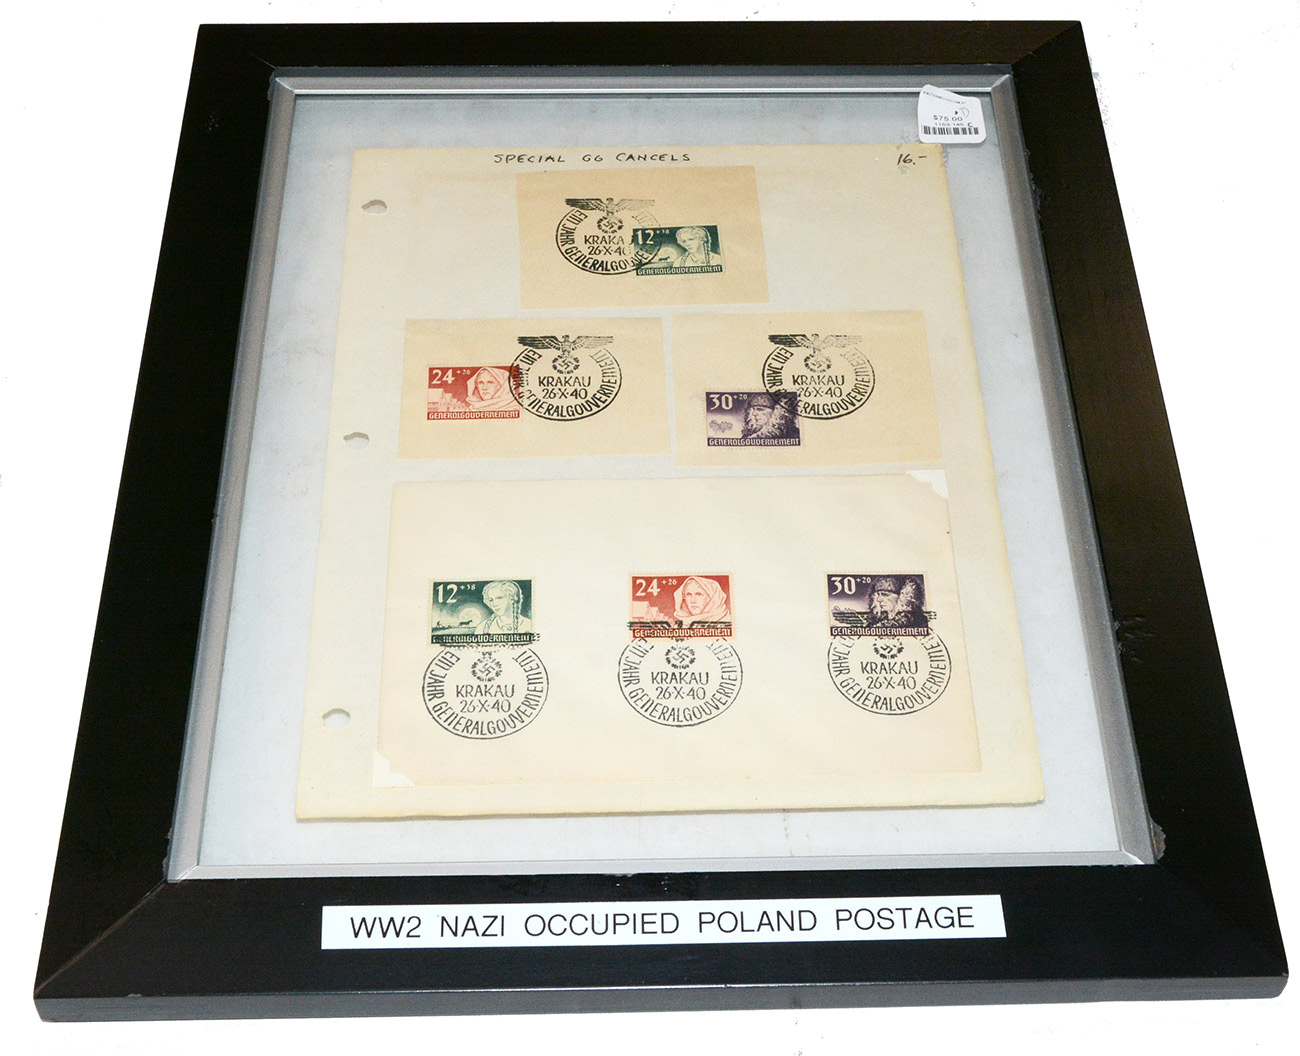 $75.00
SPECIAL GG CANCELS
16.-
EIN JAHR GENERALGOUVERNEMENT
KRAKAU
26·X·40
12+38
GENERALGOUVERNEMENT
24+26
GENERALGOUVERNEMENT
EIN JAHR GENERALGOUVERNEMENT
KRAKAU
26·X·40
30+20
GENERALGOUVERNEMENT
EIN JAHR GENERALGOUVERNEMENT
KRAKAU
26·X·40
12+38
GENERALGOUVERNEMENT
EIN JAHR GENERALGOUVERNEMENT
KRAKAU
26·X·40
24+26
GENERALGOUVERNEMENT
EIN JAHR GENERALGOUVERNEMENT
KRAKAU
26·X·40
30+20
GENERALGOUVERNEMENT
EIN JAHR GENERALGOUVERNEMENT
KRAKAU
26·X·40
WW2 NAZI OCCUPIED POLAND POSTAGE